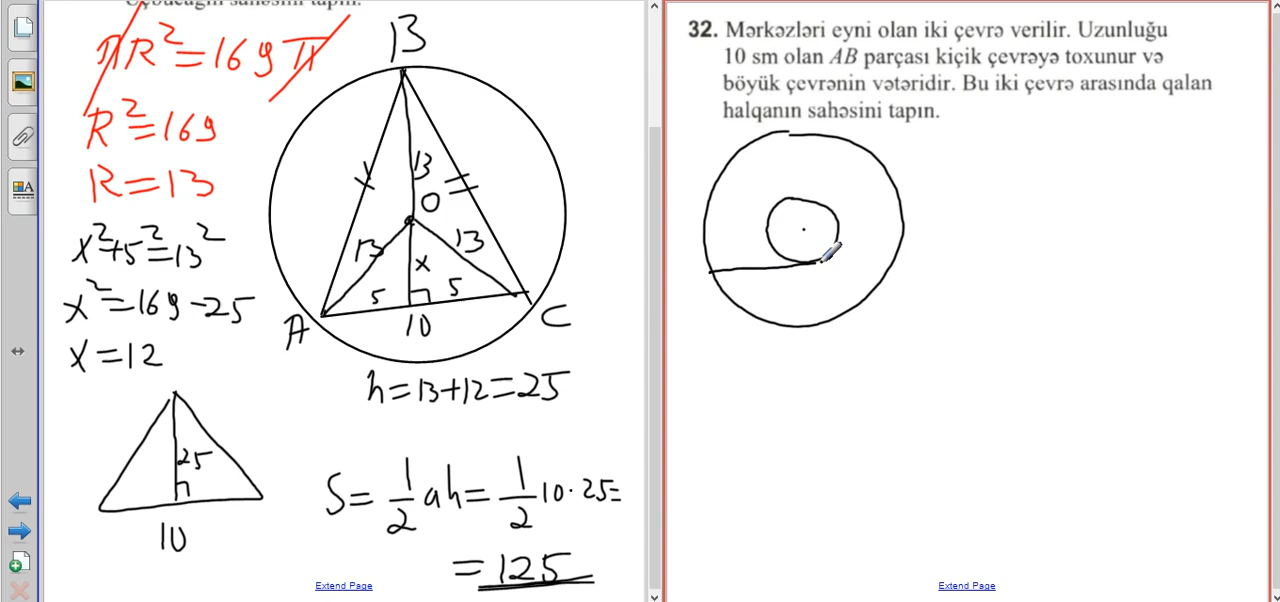 πR²=169π
R²=169
R=13
x²+5²=13²
x²=169-25
x=12
B
13
O
13
13
x
5
5
A
10
C
h=13+12=25
25
10
S=1/2 ah=1/2 10·25=
=125
Extend Page
32. Mərkəzləri eyni olan iki çevrə verilir. Uzunluğu
10 sm olan AB parçası kiçik çevrəyə toxunur və
böyük çevrənin vətəridir. Bu iki çevrə arasında qalan
halqanın sahəsini tapın.
Extend Page